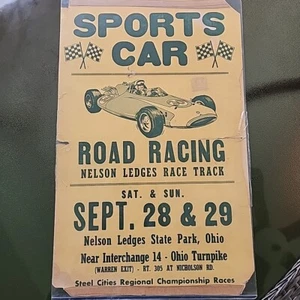 SPORTS
CAR
ROAD RACING
NELSON LEDGES RACE TRACK
SAT. & SUN.
SEPT. 28 & 29
Nelson Ledges State Park, Ohio
Near Interchange 14 - Ohio Turnpike
(WARREN EXIT) - RT. 305 AT NICHOLSON RD.
Steel Cities Regional Championship Races